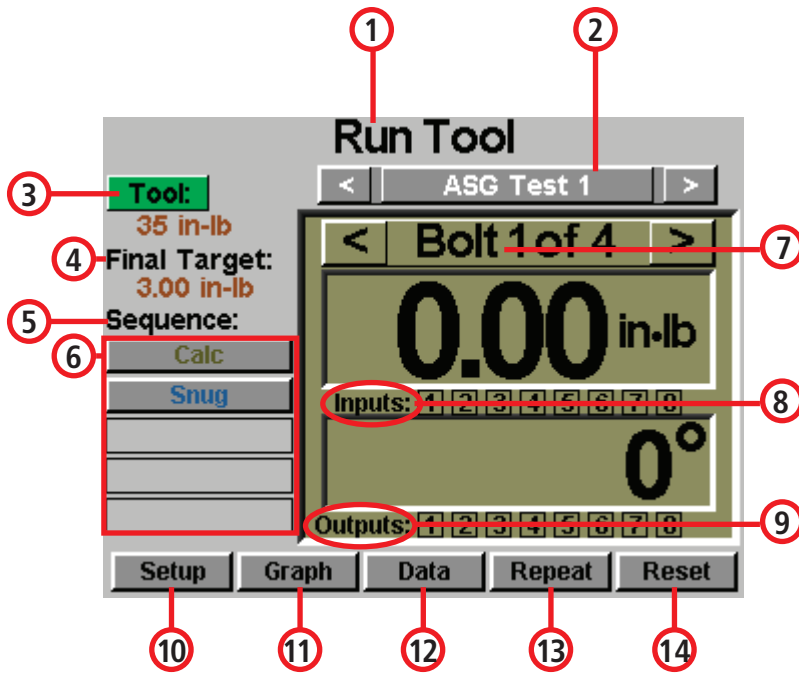 1 2
Run Tool
< ASG Test 1 >
3 Tool:
35 in-lb
< Bolt 1 of 4 > 7
4 Final Target:
3.00 in-lb
5 Sequence:
0.00 in•lb
6 Calc
Snug
Inputs: 1 2 3 4 5 6 7 8 8
0°
Outputs: 1 2 3 4 5 6 7 8 9
Setup Graph Data Repeat Reset
10 11 12 13 14